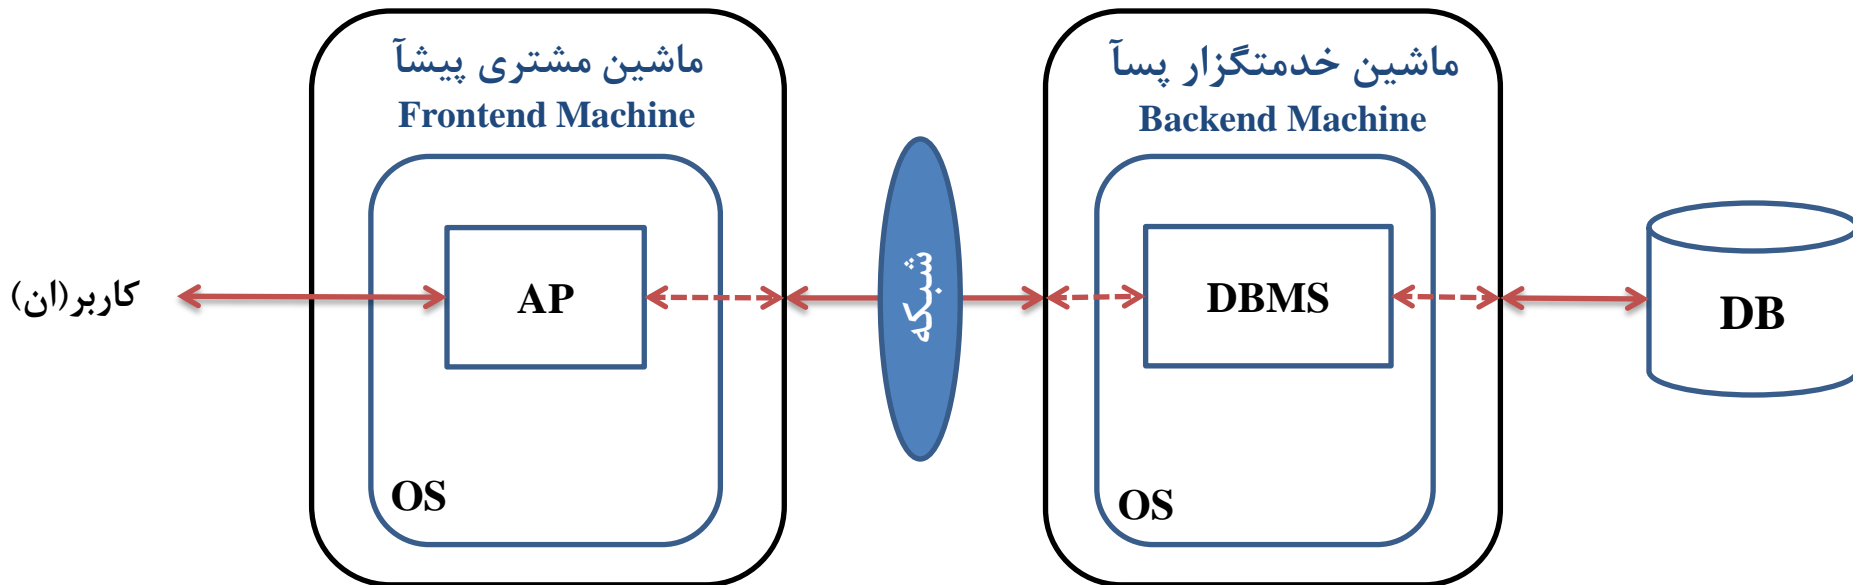 ماشین مشتری پیشآ
Frontend Machine
ماشین خدمتگزار پسآ
Backend Machine
کاربر(ان)
AP
شبکه
DBMS
DB
OS
OS